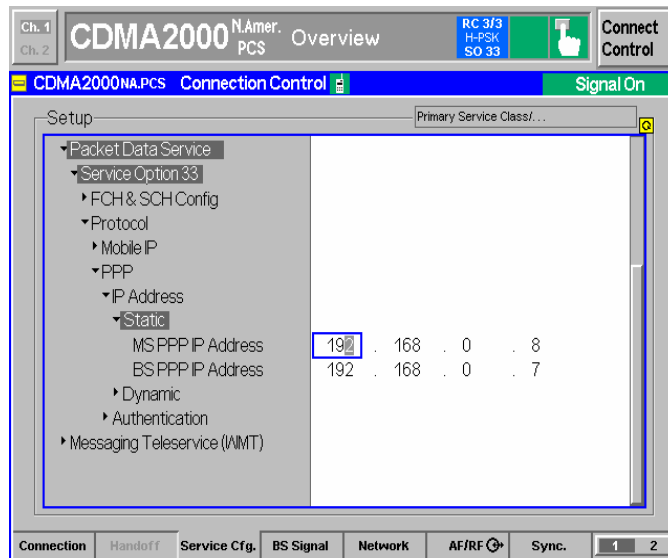 Ch. 1
Ch. 2
CDMA2000 N.Amer. PCS Overview
RC 3/3
H-PSK
SO 33
Connect Control
CDMA2000NA.PCS Connection Control
Signal On
Setup
Primary Service Class/...
Packet Data Service
Service Option 33
FCH & SCH Config
Protocol
Mobile IP
PPP
IP Address
Static
MS PPP IP Address 192 . 168 . 0 . 8
BS PPP IP Address 192 . 168 . 0 . 7
Dynamic
Authentication
Messaging Teleservice (WMT)
Connection Handoff Service Cfg. BS Signal Network AF/RF Sync. 1 2